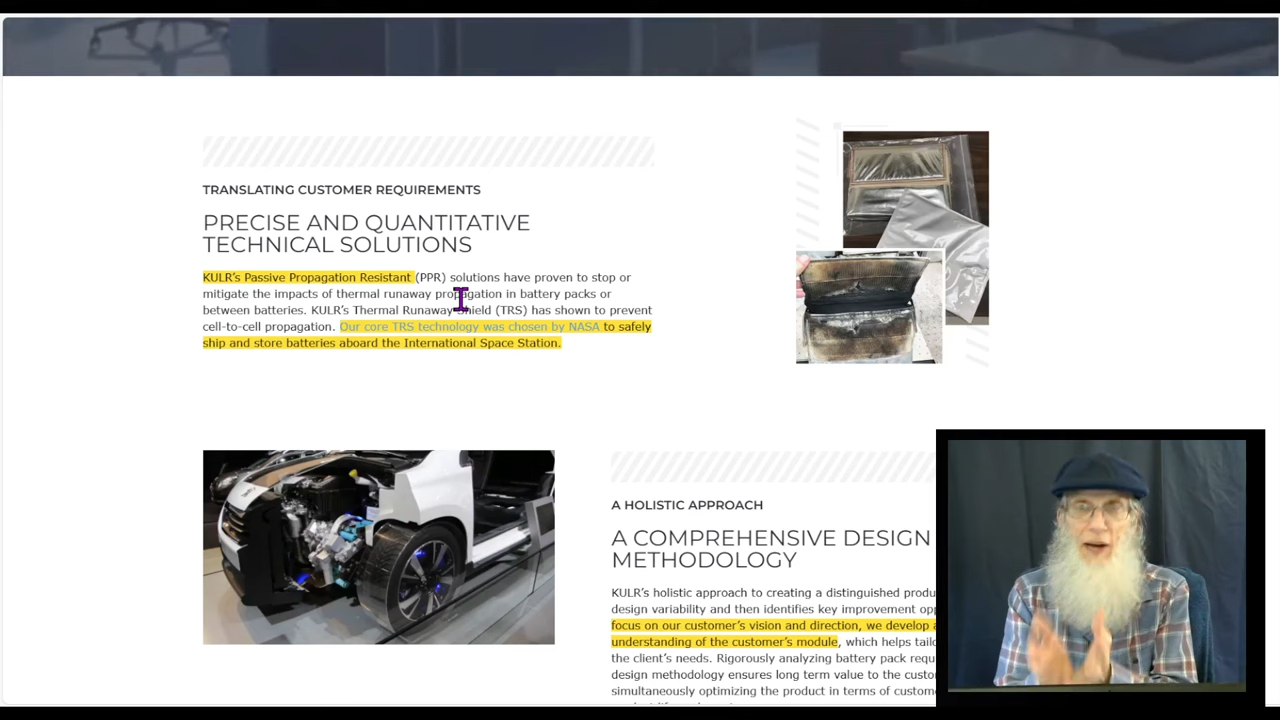 TRANSLATING CUSTOMER REQUIREMENTS
PRECISE AND QUANTITATIVE
TECHNICAL SOLUTIONS
KULR's Passive Propagation Resistant (PPR) solutions have proven to stop or
mitigate the impacts of thermal runaway propagation in battery packs or
between batteries. KULR's Thermal Runaway Shield (TRS) has shown to prevent
cell-to-cell propagation. Our core TRS technology was chosen by NASA to safely
ship and store batteries aboard the International Space Station.
A HOLISTIC APPROACH
A COMPREHENSIVE DESIGN
METHODOLOGY
KULR's holistic approach to creating a distinguished produ
design variability and then identifies key improvement opp
focus on our customer's vision and direction, we develop a
understanding of the customer's module, which helps tailo
the client's needs. Rigorously analyzing battery pack requ
design methodology ensures long term value to the custo
simultaneously optimizing the product in terms of custome